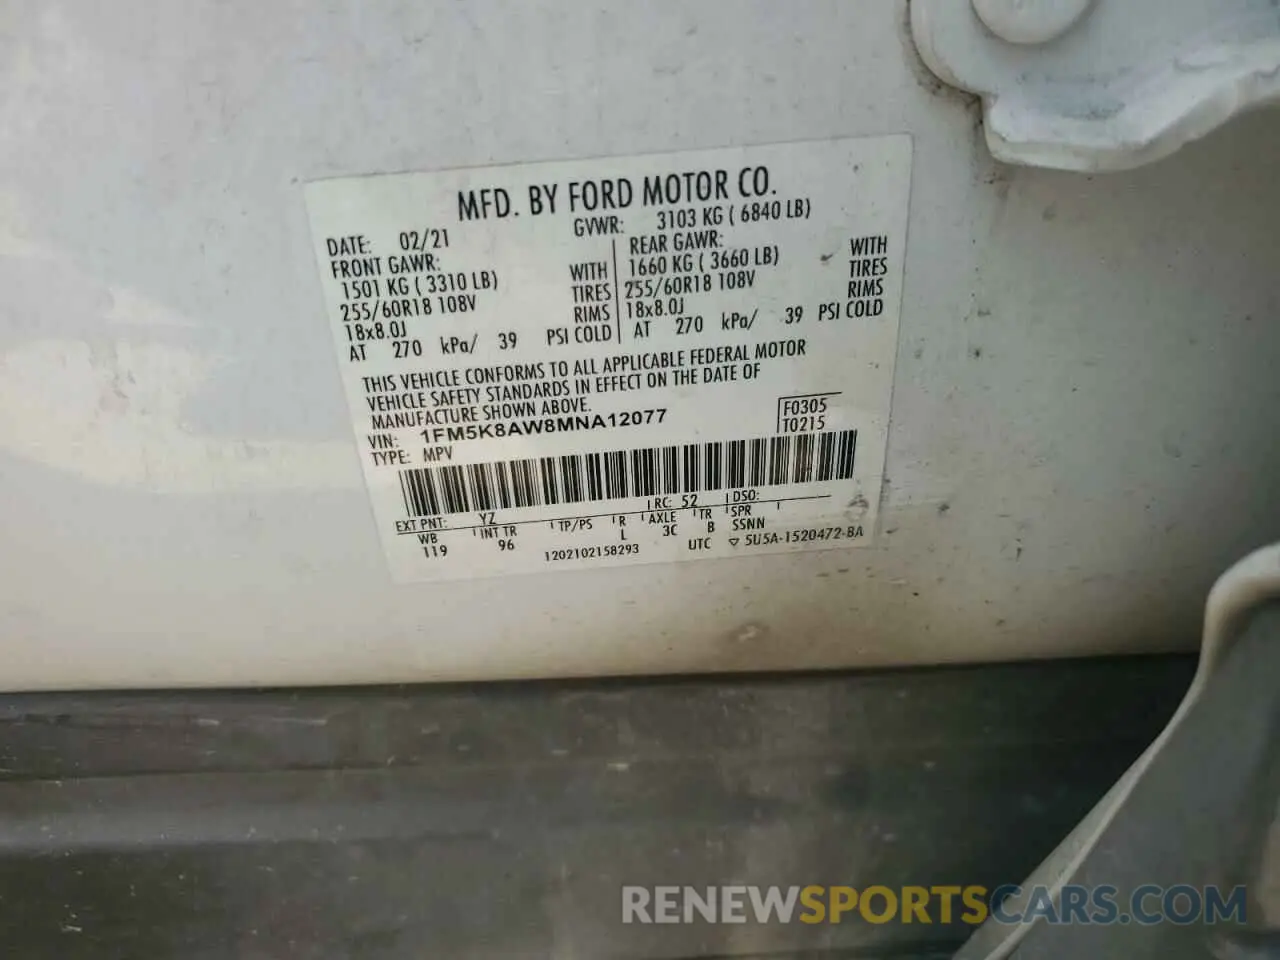 MFD. BY FORD MOTOR CO.
DATE: 02/21 GVWR: 3103 KG ( 6840 LB)
FRONT GAWR: REAR GAWR:
1501 KG ( 3310 LB) WITH 1660 KG ( 3660 LB) WITH
255/60R18 108V TIRES 255/60R18 108V TIRES
18x8.0J RIMS 18x8.0J RIMS
AT 270 kPa/ 39 PSI COLD AT 270 kPa/ 39 PSI COLD
THIS VEHICLE CONFORMS TO ALL APPLICABLE FEDERAL MOTOR
VEHICLE SAFETY STANDARDS IN EFFECT ON THE DATE OF
MANUFACTURE SHOWN ABOVE.
VIN: 1FM5K8AW8MNA12077 F0305
TYPE: MPV T0215
EXT PNT: YZ RC: 52 DSO:
WB INT TR TP/PS R AXLE TR SPR
119 96 L 3C B SSNN
1202102158293 UTC ▽ 5U5A-1520472-BA
RENEWSPORTSCARS.COM